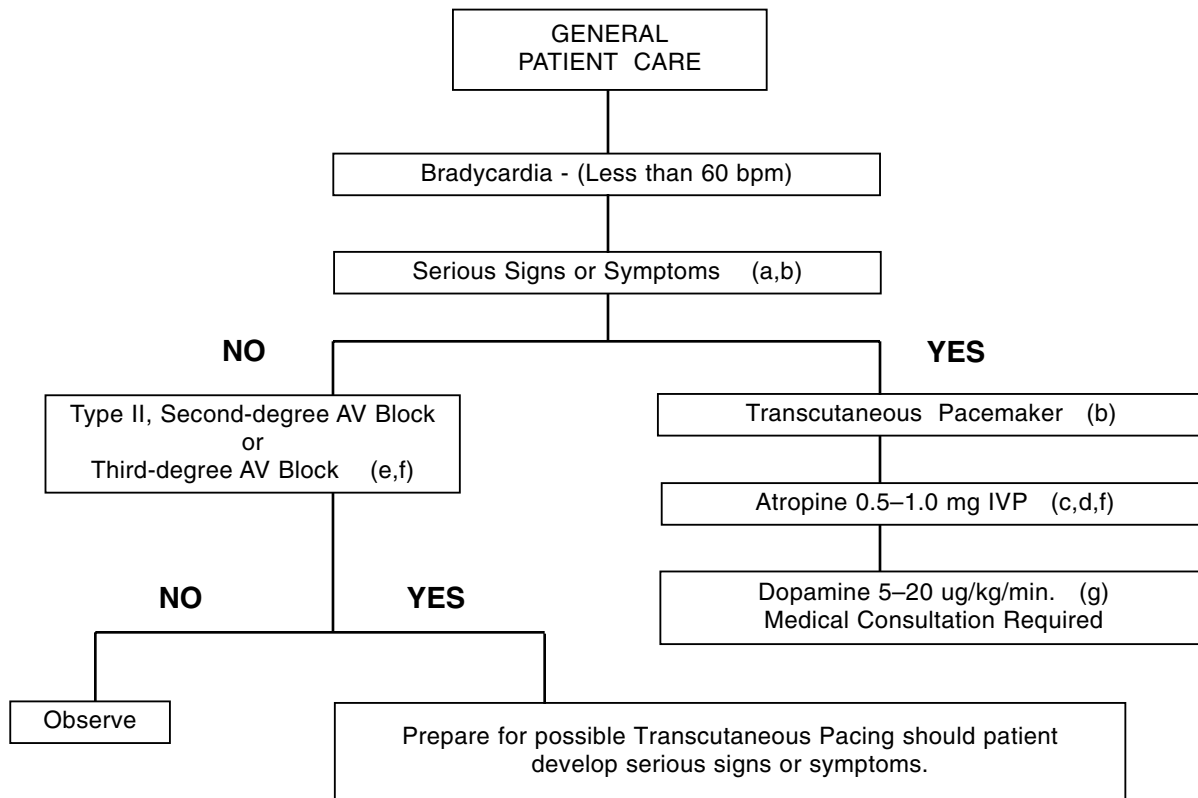 GENERAL
PATIENT CARE
Bradycardia - (Less than 60 bpm)
Serious Signs or Symptoms (a,b)
NO
YES
Type II, Second-degree AV Block
or
Third-degree AV Block (e,f)
Transcutaneous Pacemaker (b)
Atropine 0.5–1.0 mg IVP (c,d,f)
Dopamine 5–20 ug/kg/min. (g)
Medical Consultation Required
NO
YES
Observe
Prepare for possible Transcutaneous Pacing should patient
develop serious signs or symptoms.